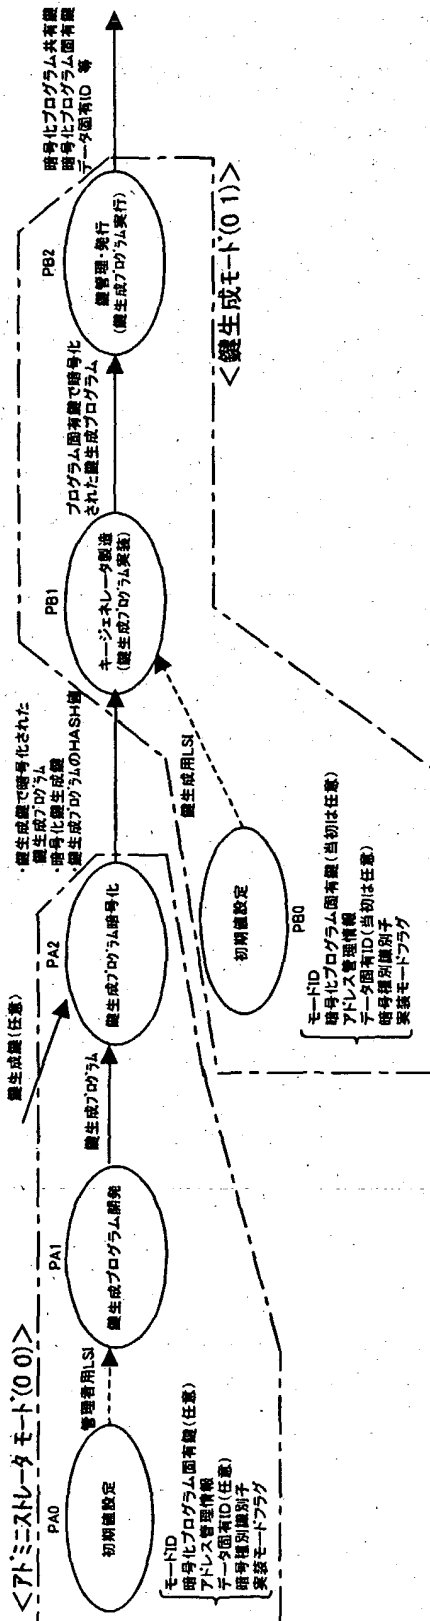 <アドミニストレータ モード(00)>
PA0
初期値設定
モードID
暗号化プログラム固有鍵(任意)
アドレス管理情報
データ固有ID(任意)
暗号種別識別子
実装モードフラグ
管理者用LSI
PA1
鍵生成プログラム開発
鍵生成プログラム
鍵生成鍵(任意)
PA2
鍵生成プログラム暗号化
・鍵生成鍵で暗号化された
鍵生成プログラム
・暗号化鍵生成鍵
・鍵生成プログラムのHASH値
PB0
初期値設定
モードID
暗号化プログラム固有鍵(当初は任意)
アドレス管理情報
データ固有ID(当初は任意)
暗号種別識別子
実装モードフラグ
鍵生成用LSI
PB1
キージェネレータ製造
(鍵生成プログラム実装)
プログラム固有鍵で暗号化
された鍵生成プログラム
PB2
鍵管理・発行
(鍵生成プログラム実行)
暗号化プログラム共有鍵
暗号化プログラム固有鍵
データ固有ID 等
<鍵生成モード(01)>